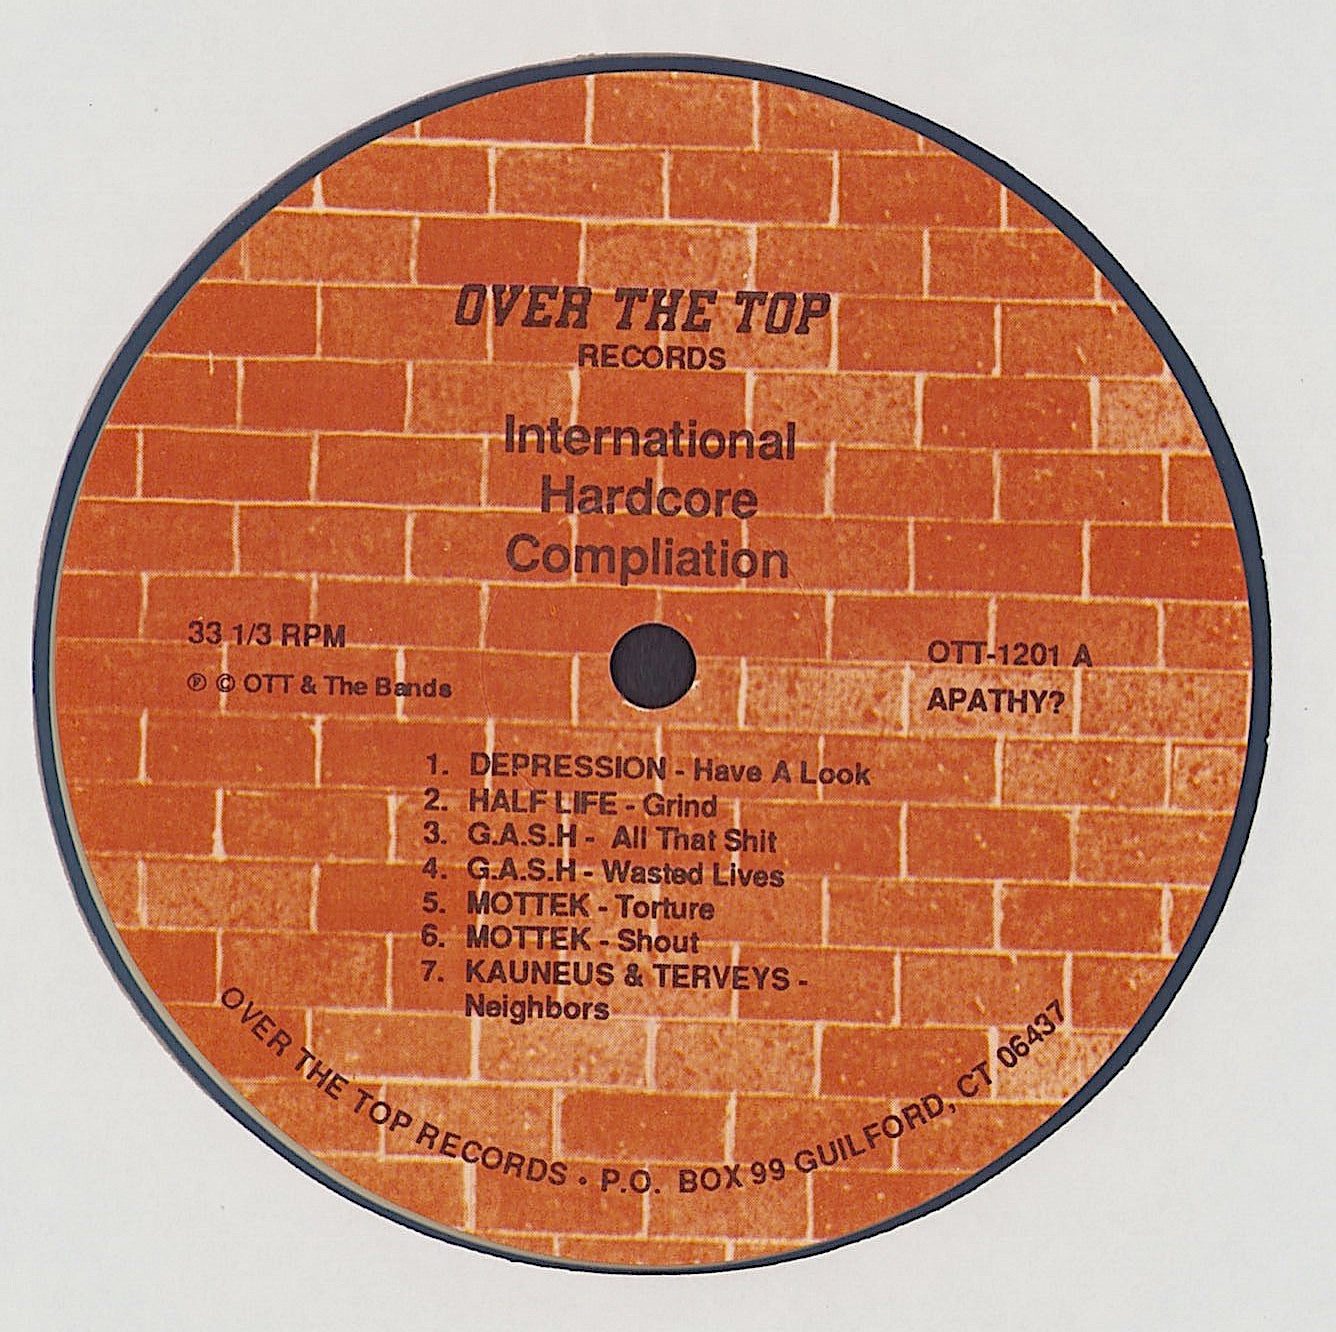 OVER THE TOP
RECORDS
International
Hardcore
Compliation
33 1/3 RPM
℗ © OTT & The Bands
OTT-1201 A
APATHY?
1. DEPRESSION - Have A Look
2. HALF LIFE - Grind
3. G.A.S.H - All That Shit
4. G.A.S.H - Wasted Lives
5. MOTTEK - Torture
6. MOTTEK - Shout
7. KAUNEUS & TERVEYS -
Neighbors
OVER THE TOP RECORDS • P.O. BOX 99 GUILFORD, CT 06437